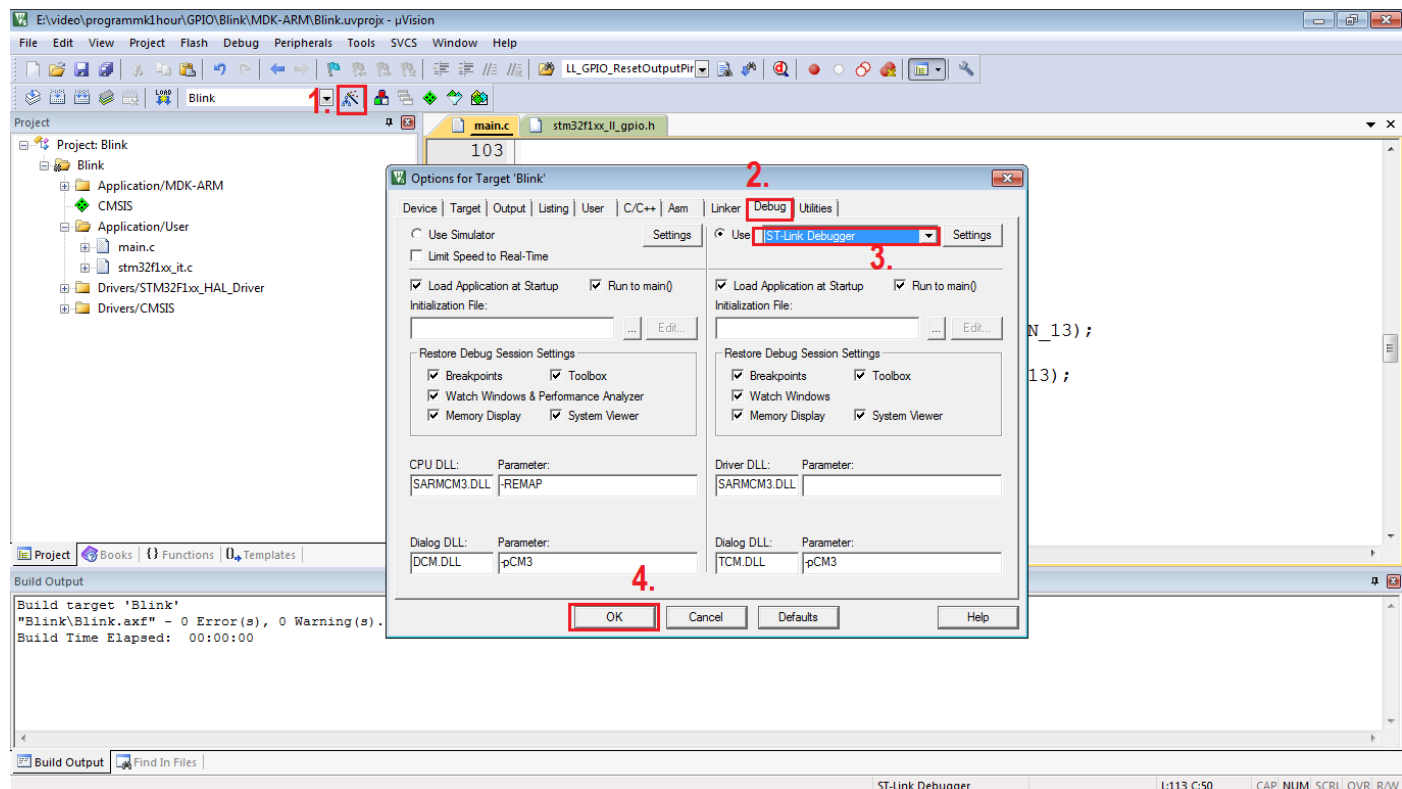 E:\video\programmk1hour\GPIO\Blink\MDK-ARM\Blink.uvprojx - µVision
File Edit View Project Flash Debug Peripherals Tools SVCS Window Help
LL_GPIO_ResetOutputPin
LOAD Blink 1.
Project
main.c stm32f1xx_ll_gpio.h
Project: Blink
Blink
Application/MDK-ARM
CMSIS
Application/User
main.c
stm32f1xx_it.c
Drivers/STM32F1xx_HAL_Driver
Drivers/CMSIS
103
N_13);
13);
Options for Target 'Blink'
2.
Device Target Output Listing User C/C++ Asm Linker Debug Utilities
Use Simulator Settings
Limit Speed to Real-Time
Use ST-Link Debugger Settings
3.
Load Application at Startup Run to main()
Initialization File:
... Edit...
Restore Debug Session Settings
Breakpoints Toolbox
Watch Windows & Performance Analyzer
Memory Display System Viewer
CPU DLL: Parameter:
SARMCM3.DLL -REMAP
Dialog DLL: Parameter:
DCM.DLL -pCM3
Load Application at Startup Run to main()
Initialization File:
... Edit...
Restore Debug Session Settings
Breakpoints Toolbox
Watch Windows
Memory Display System Viewer
Driver DLL: Parameter:
SARMCM3.DLL
Dialog DLL: Parameter:
TCM.DLL -pCM3
4.
OK Cancel Defaults Help
Project Books {} Functions Templates
Build Output
Build target 'Blink'
"Blink\Blink.axf" - 0 Error(s), 0 Warning(s).
Build Time Elapsed: 00:00:00
Build Output Find In Files
ST-Link Debugger L:113 C:50 CAP NUM SCRL OVR R/W